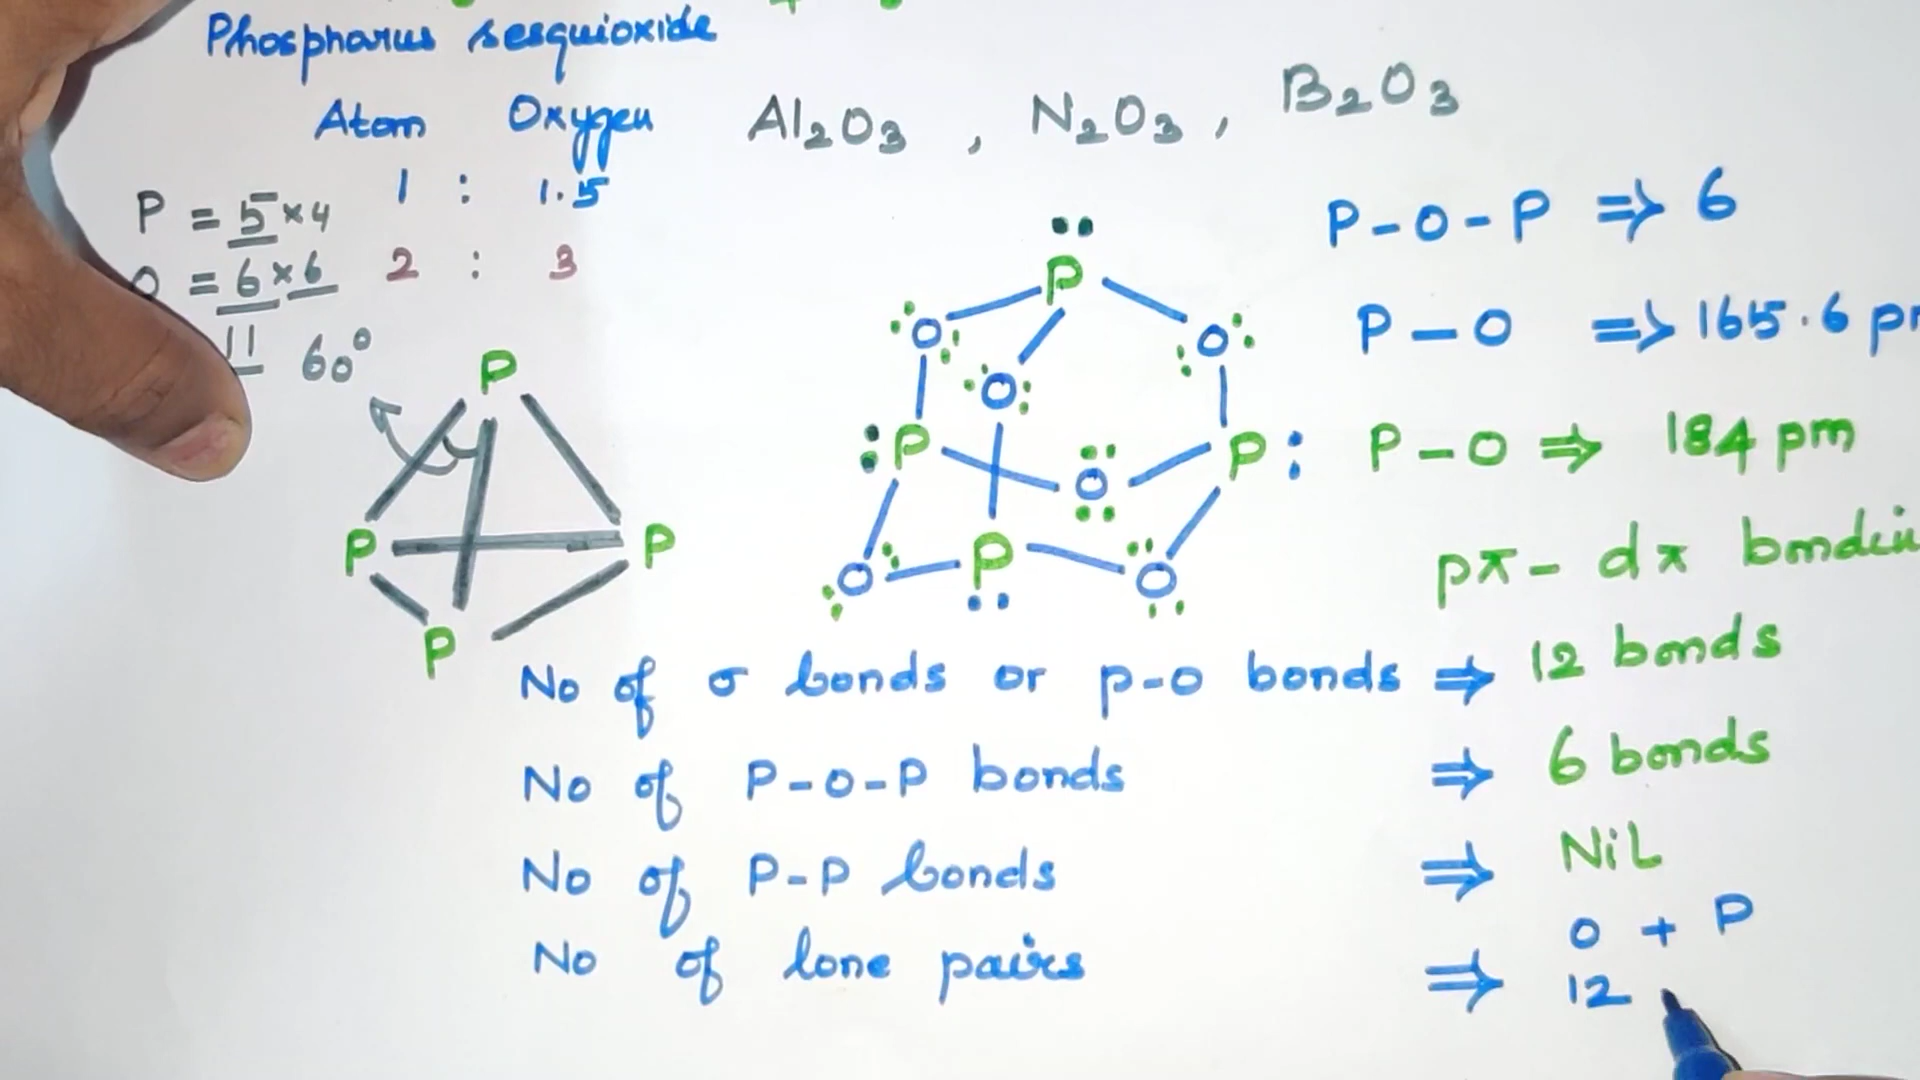 Phosphorus sesquioxide
Atom Oxygen
Al2O3 , N2O3 , B2O3
1 : 1.5
P = 5 x 4
O = 6 x 6
2 : 3
11
60°
P
P P
P
P
O O
O
P P
O
O P O
P - O - P ⇒ 6
P - O ⇒ 165.6
P - O ⇒ 184 pm
pπ - dπ
No of σ bonds or p-o bonds ⇒ 12 bonds
No of P-O-P bonds ⇒ 6 bonds
No of P-P bonds ⇒ NiL
O + P
No of lone pairs ⇒ 12